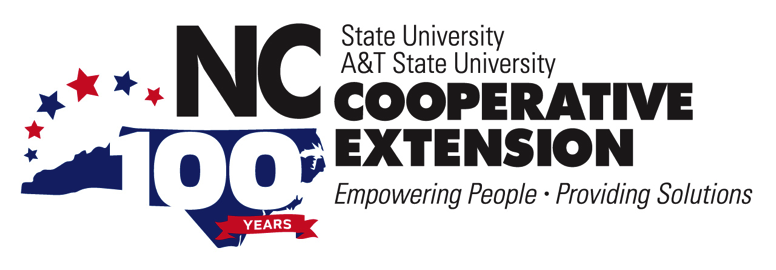 NC
State University
A&T State University
COOPERATIVE
EXTENSION
Empowering People · Providing Solutions
100
YEARS